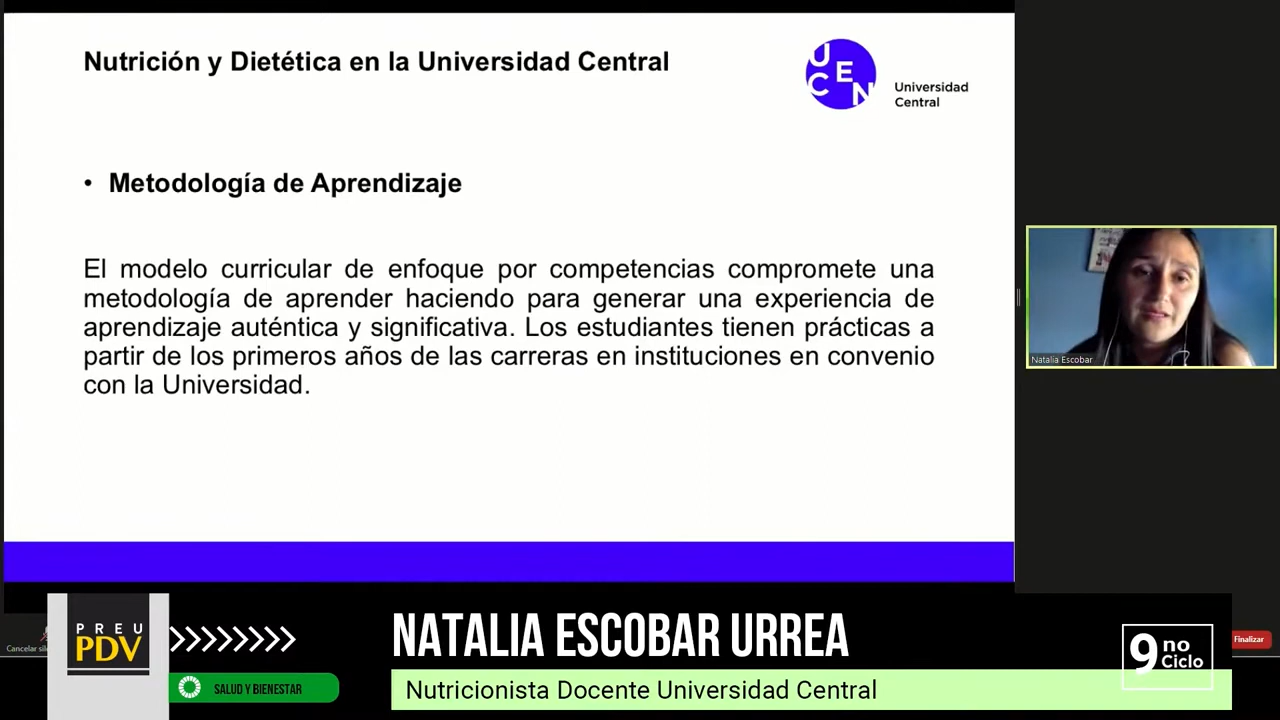 Nutrición y Dietética en la Universidad Central
UCEN
Universidad
Central
• Metodología de Aprendizaje
El modelo curricular de enfoque por competencias compromete una
metodología de aprender haciendo para generar una experiencia de
aprendizaje auténtica y significativa. Los estudiantes tienen prácticas a
partir de los primeros años de las carreras en instituciones en convenio
con la Universidad.
Natalia Escobar
Finalizar
PREU
PDV
NATALIA ESCOBAR URREA
9no
Ciclo
SALUD Y BIENESTAR
Nutricionista Docente Universidad Central